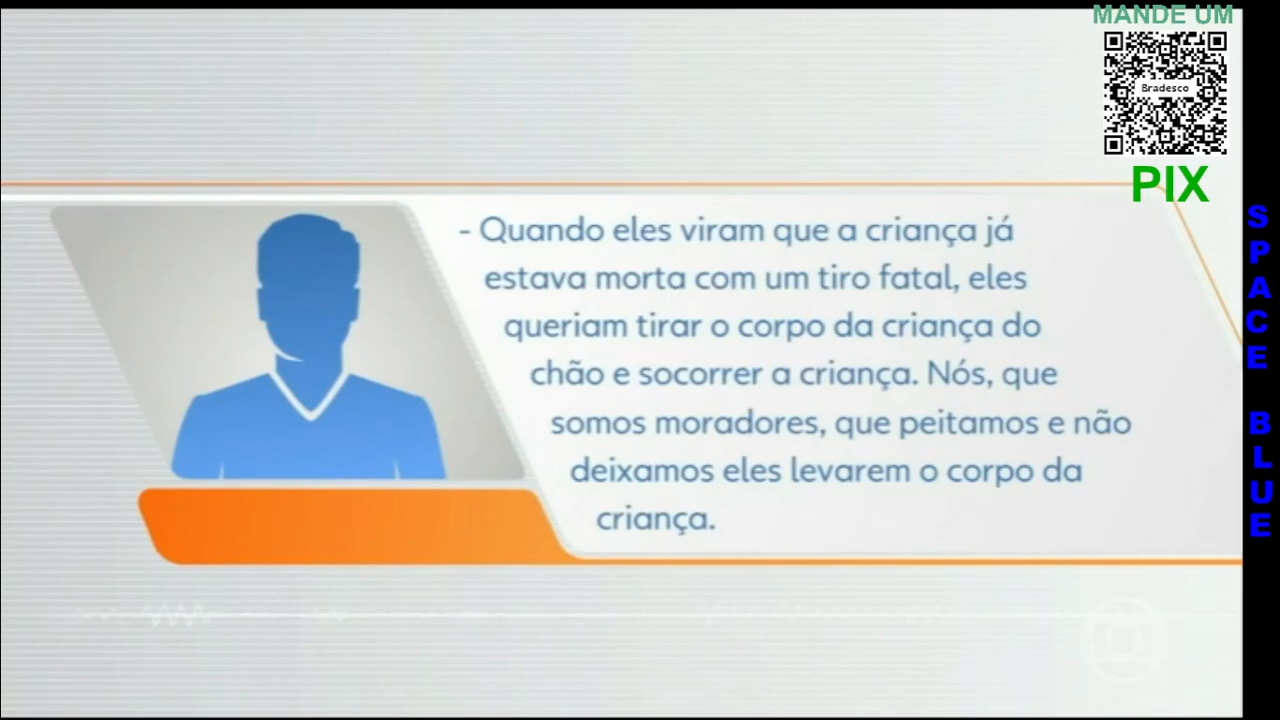 MANDE UM
Bradesco
PIX
- Quando eles viram que a criança já
estava morta com um tiro fatal, eles
queriam tirar o corpo da criança do
chão e socorrer a criança. Nós, que
somos moradores, que peitamos e não
deixamos eles levarem o corpo da
criança.
SPACE BLUE